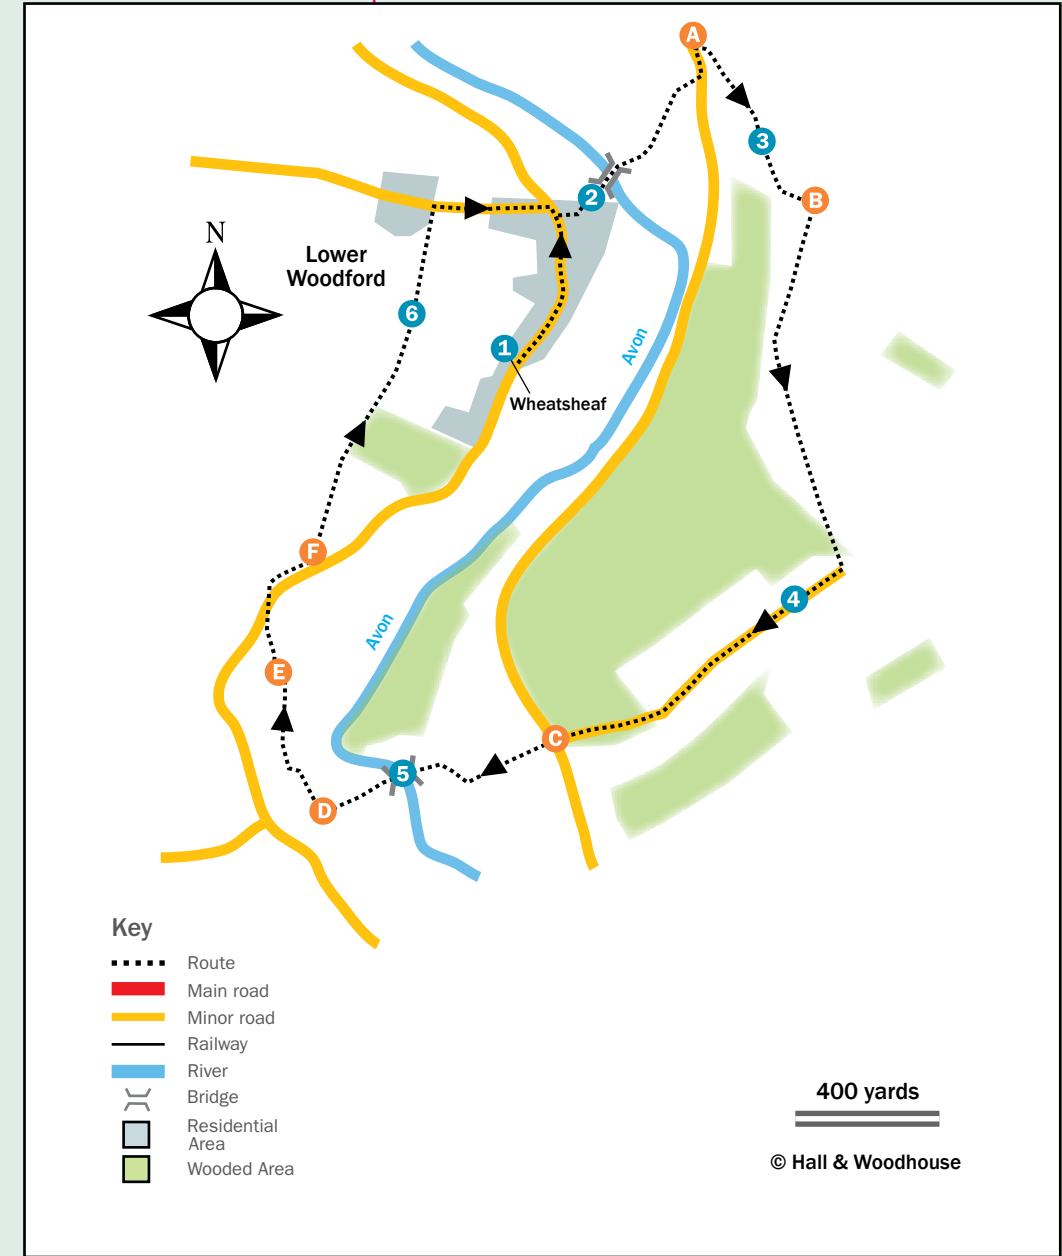 A
3
B
2
N
Lower
Woodford
6
1
Avon
Wheatsheaf
F
4
Avon
E
C
5
D
Key
Route
Main road
Minor road
Railway
River
Bridge
Residential
Area
Wooded Area
400 yards
© Hall & Woodhouse